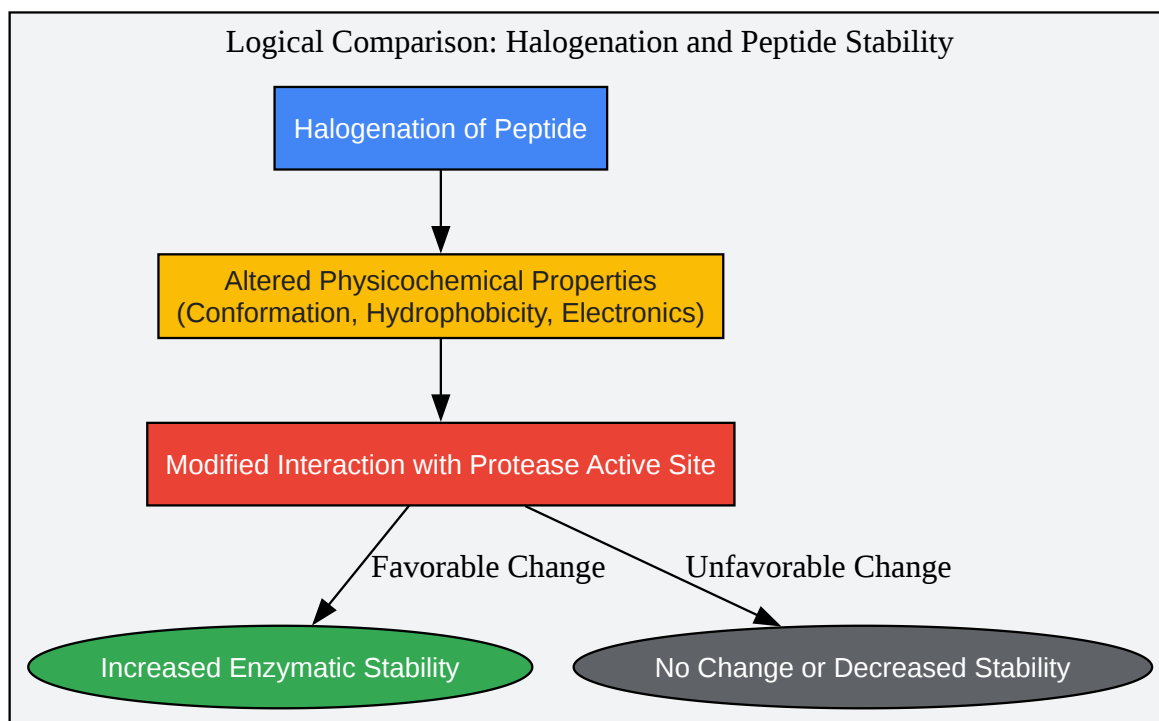 Logical Comparison: Halogenation and Peptide Stability
Halogenation of Peptide
Altered Physicochemical Properties
(Conformation, Hydrophobicity, Electronics)
Modified Interaction with Protease Active Site
Favorable Change
Unfavorable Change
Increased Enzymatic Stability
No Change or Decreased Stability